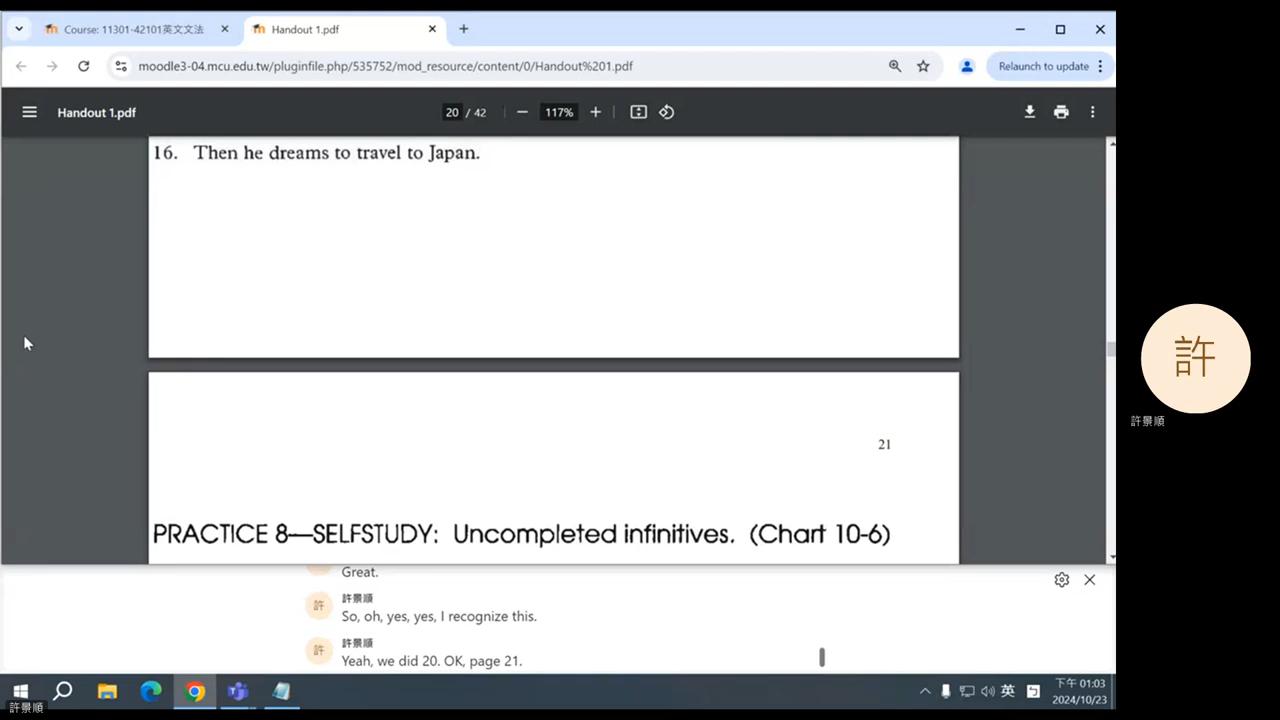 Course: 11301-42101英文文法
Handout 1.pdf
mcu
moodle3-04.mcu.edu.tw/pluginfile.php/535752/mod_resource/content/0/Handout%201.pdf
Relaunch to update
Handout 1.pdf
20 / 42
117%
16. Then he dreams to travel to Japan.
21
PRACTICE 8—SELFSTUDY: Uncompleted infinitives. (Chart 10-6)
許
許景順
Great.
許
許景順
So, oh, yes, yes, I recognize this.
許
許景順
Yeah, we did 20. OK, page 21.
英
下午 01:03
2024/10/23
許景順